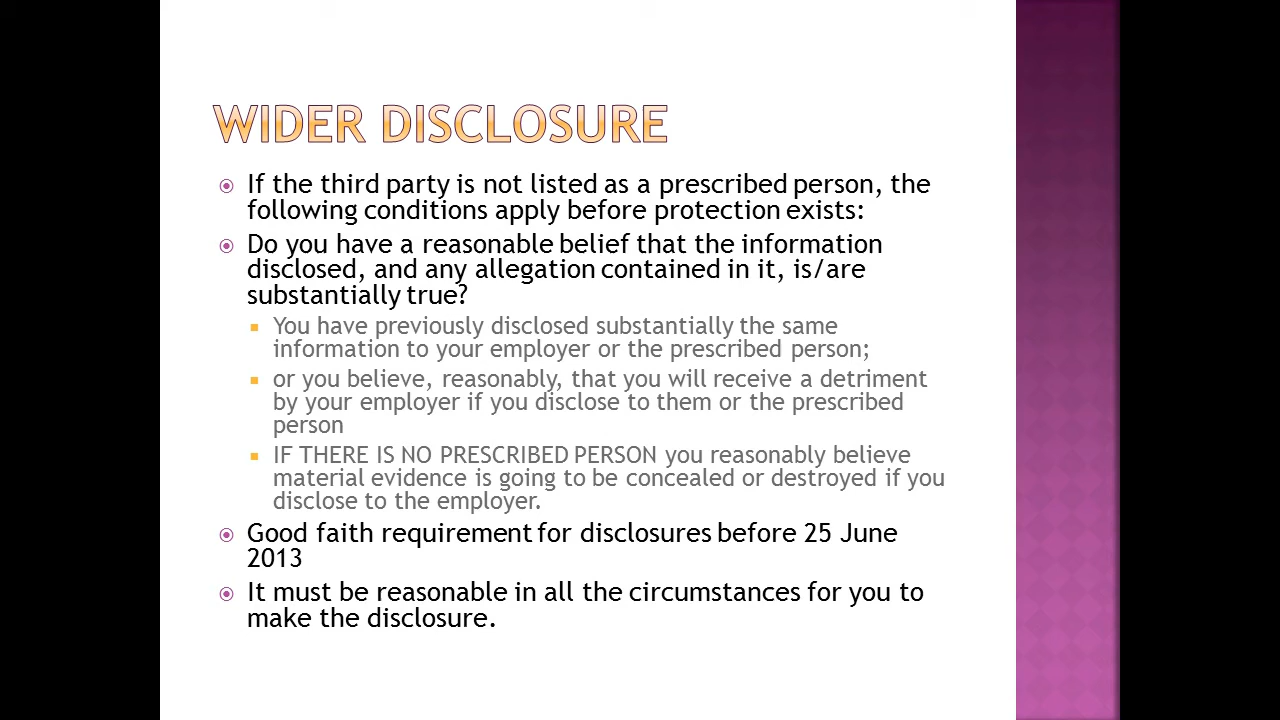 WIDER DISCLOSURE
If the third party is not listed as a prescribed person, the
following conditions apply before protection exists:
Do you have a reasonable belief that the information
disclosed, and any allegation contained in it, is/are
substantially true?
You have previously disclosed substantially the same
information to your employer or the prescribed person;
or you believe, reasonably, that you will receive a detriment
by your employer if you disclose to them or the prescribed
person
IF THERE IS NO PRESCRIBED PERSON you reasonably believe
material evidence is going to be concealed or destroyed if you
disclose to the employer.
Good faith requirement for disclosures before 25 June
2013
It must be reasonable in all the circumstances for you to
make the disclosure.